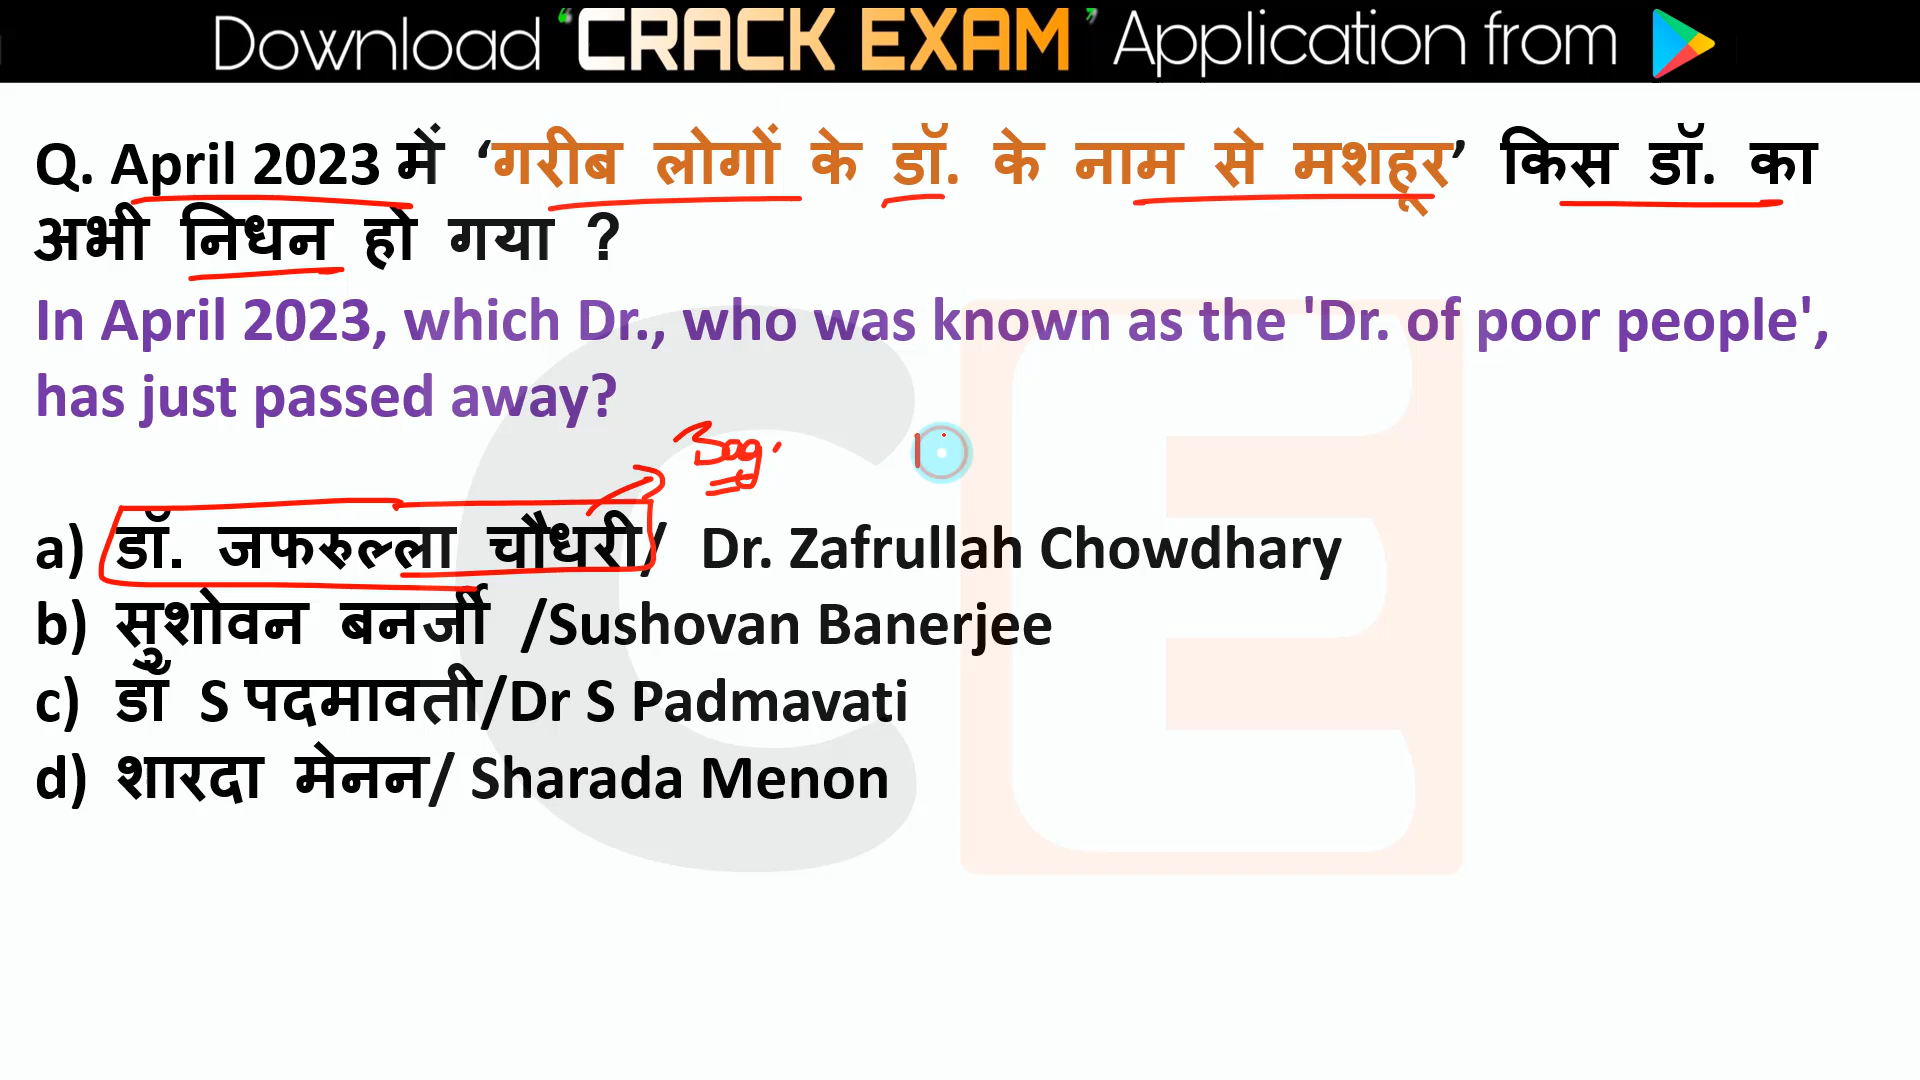 Download ‘CRACK EXAM’ Application from
Q. April 2023 में ‘गरीब लोगों के डॉ. के नाम से मशहूर’ किस डॉ. का
अभी निधन हो गया ?
In April 2023, which Dr., who was known as the 'Dr. of poor people',
has just passed away?
a) डॉ. जफरुल्ला चौधरी/ Dr. Zafrullah Chowdhary
b) सुशोवन बनर्जी /Sushovan Banerjee
c) डॉ S पदमावती/Dr S Padmavati
d) शारदा मेनन/ Sharada Menon
CE